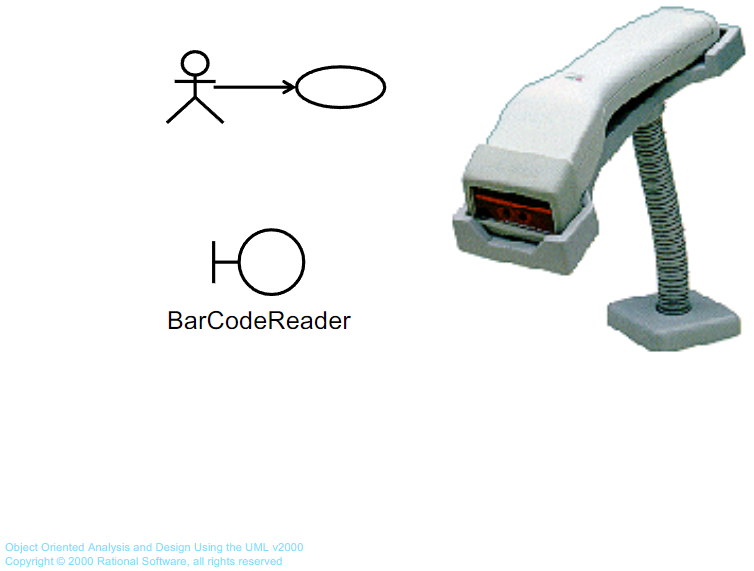 BarCodeReader
Object Oriented Analysis and Design Using the UML v2000
Copyright © 2000 Rational Software, all rights reserved